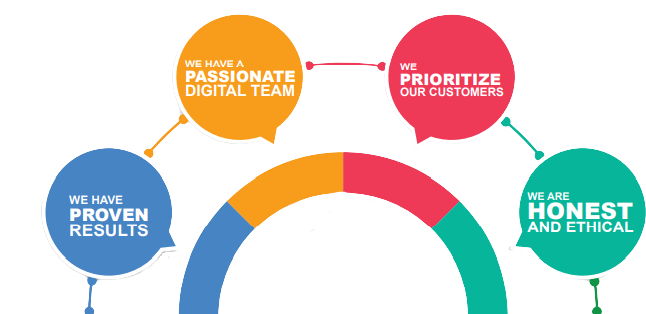 WE HAVE A
PASSIONATE
DIGITAL TEAM
WE
PRIORITIZE
OUR CUSTOMERS
WE HAVE
PROVEN
RESULTS
WE ARE
HONEST
AND ETHICAL